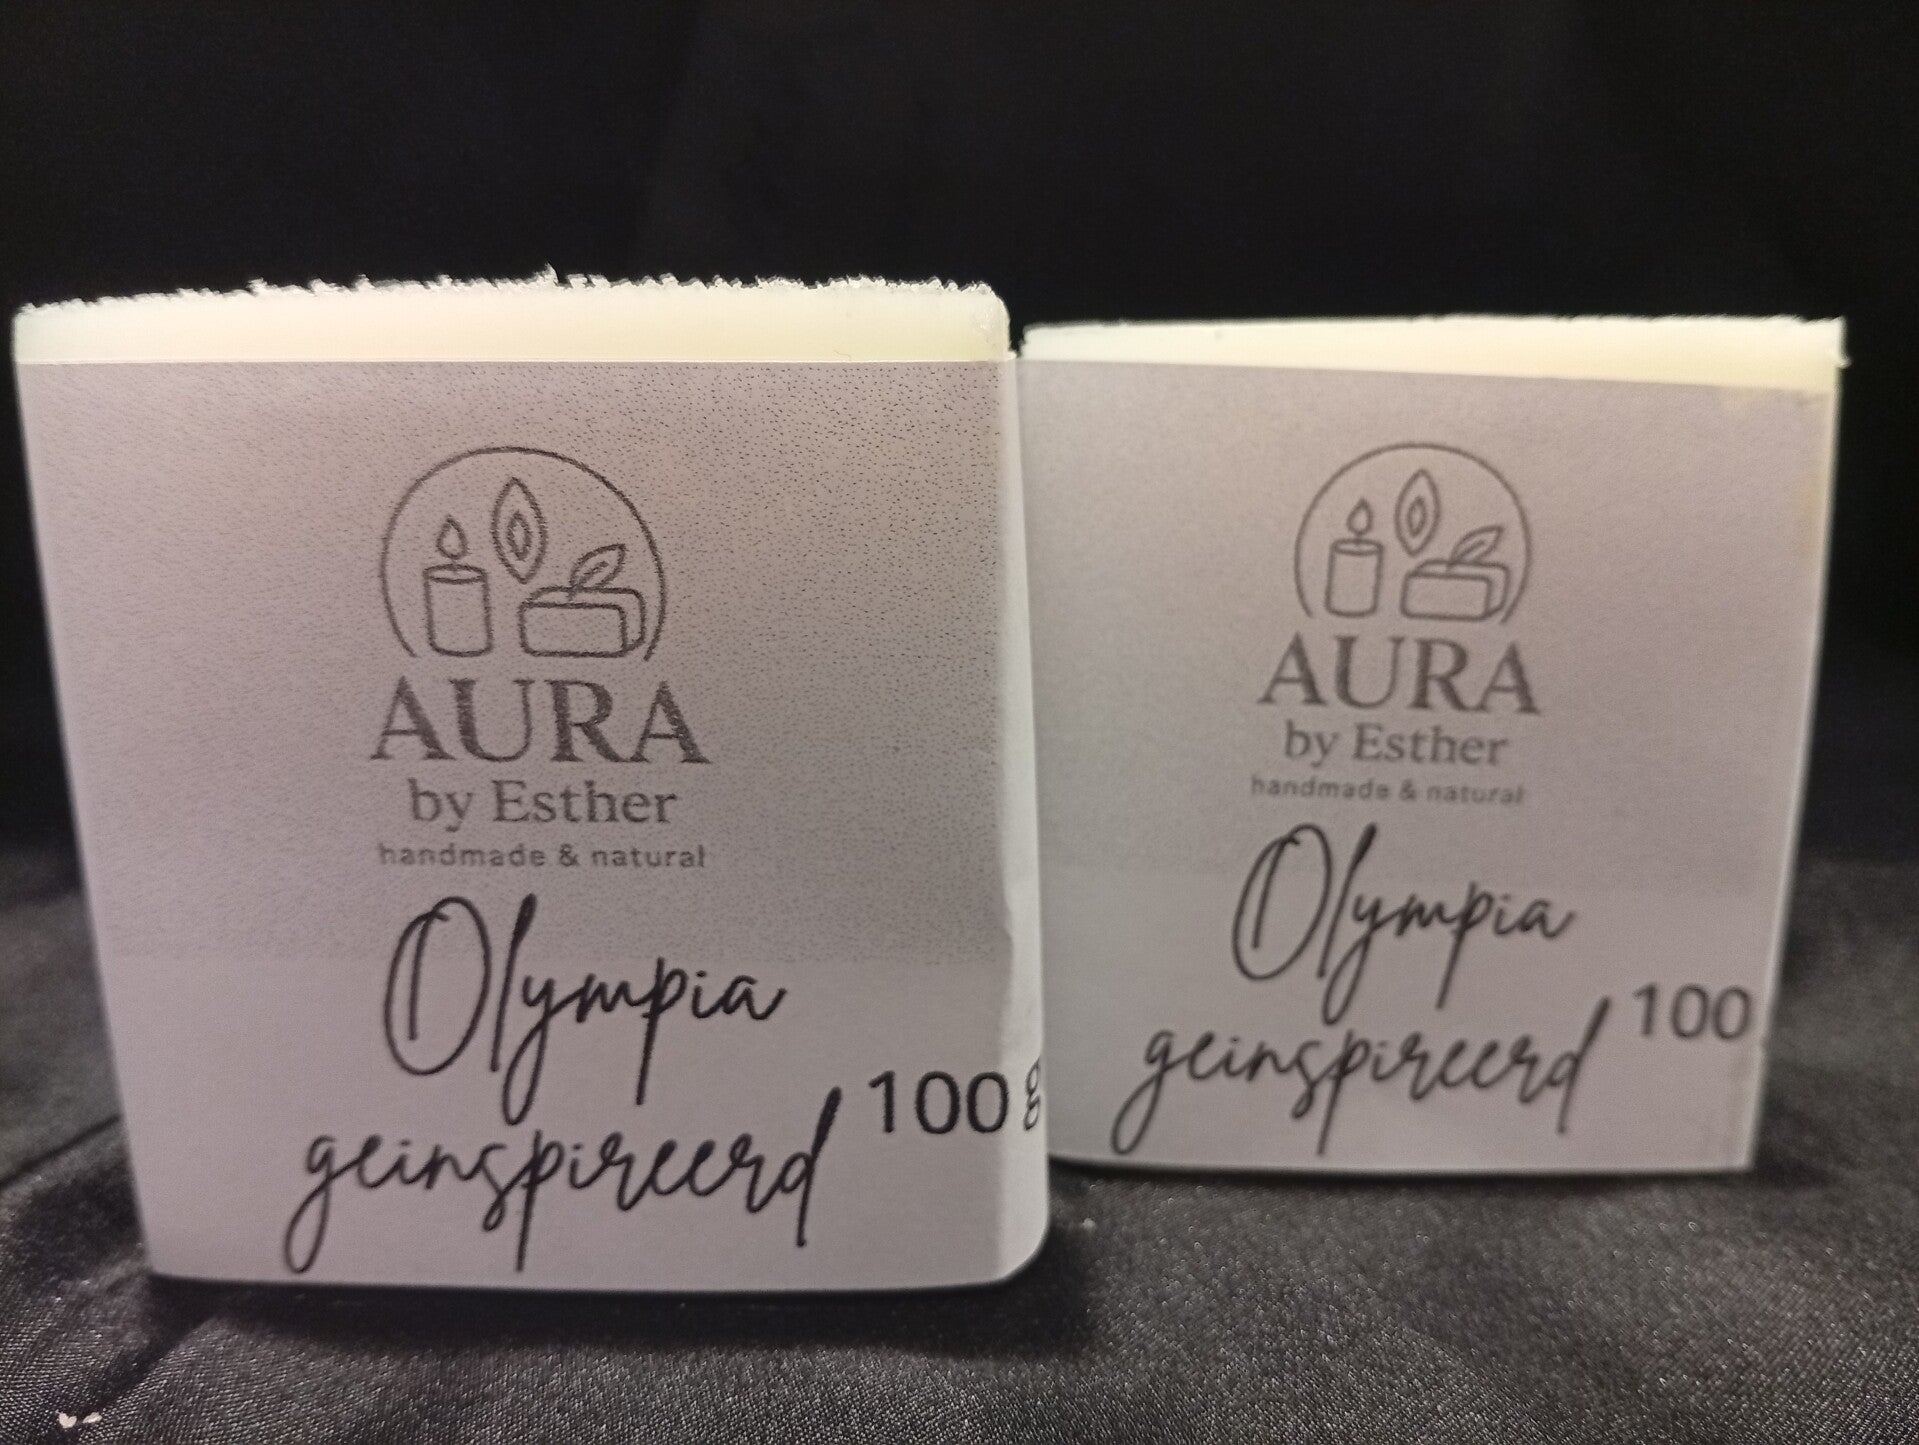 AURA
by Esther
handmade & natural
Olympia
geinspireerd
100 g
AURA
by Esther
handmade & natural
Olympia
geinspireerd
100